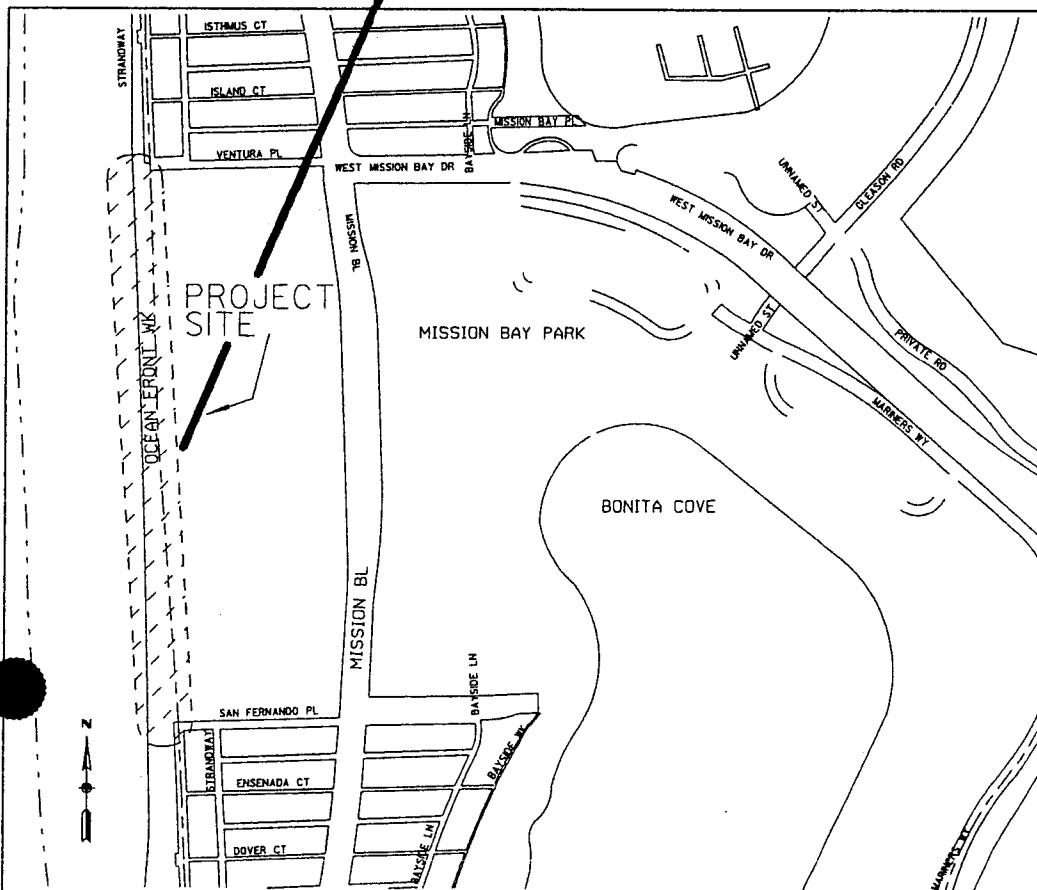 ISTHMUS CT
STRANDWAY
ISLAND CT
BAYSIDE LN
MISSION BAY PL
VENTURA PL
WEST MISSION BAY DR
UNNAMED ST
GLEASON RD
WEST MISSION BAY DR
MISSION BL
PROJECT
SITE
OCEAN FRONT WK
MISSION BAY PARK
UNNAMED ST
PRIVATE RD
MARINERS WY
BONITA COVE
MISSION BL
BAYSIDE LN
SAN FERNANDO PL
N
STRANDWAY
BAYSIDE WK
ENSENADA CT
DOVER CT
BAYSIDE LN
MARINERS WY